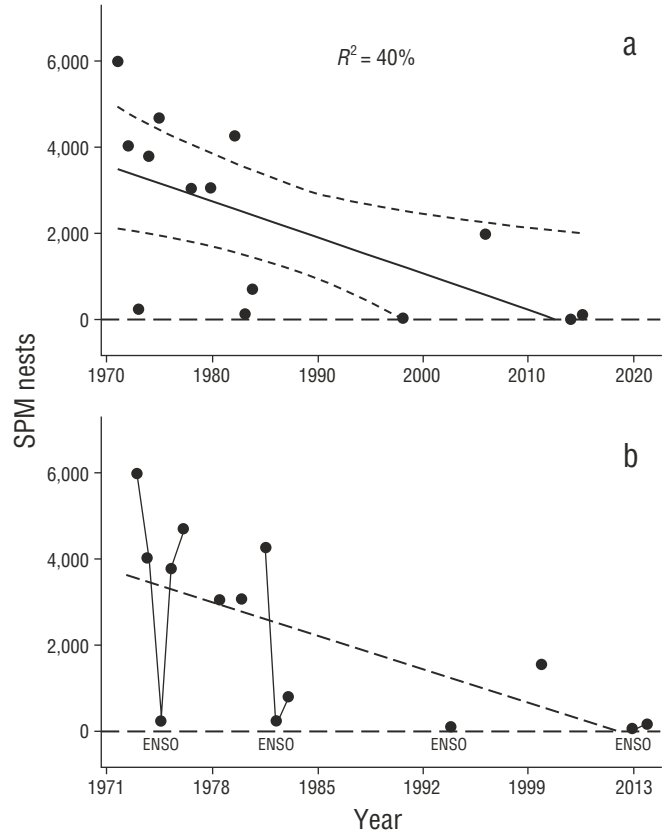 a
R² = 40%
6,000
4,000
2,000
0
1970 1980 1990 2000 2010 2020
SPM nests
b
6,000
4,000
2,000
0
ENSO ENSO ENSO ENSO
1971 1978 1985 1992 1999 2013
Year